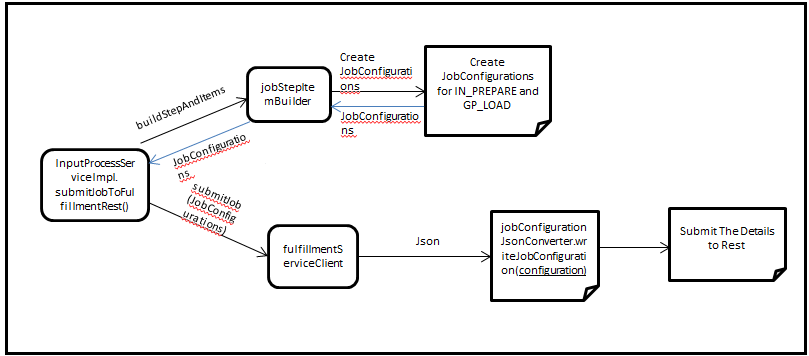 Create
JobConfigurati
ons
jobStepIte
mBuilder
Create
JobConfigurations
for IN_PREPARE and
GP_LOAD
buildStepAndItems
JobConfiguratio
ns
JobConfiguratio
ns
InputProcessSer
viceImpl.
submitJobToFul
fillmentRest()
submitJob
(JobConfig
urations)
fulfillmentS
erviceClient
Json
jobConfiguration
JsonConverter.wr
iteJobConfigurati
on(configuration)
Submit The Details
to Rest